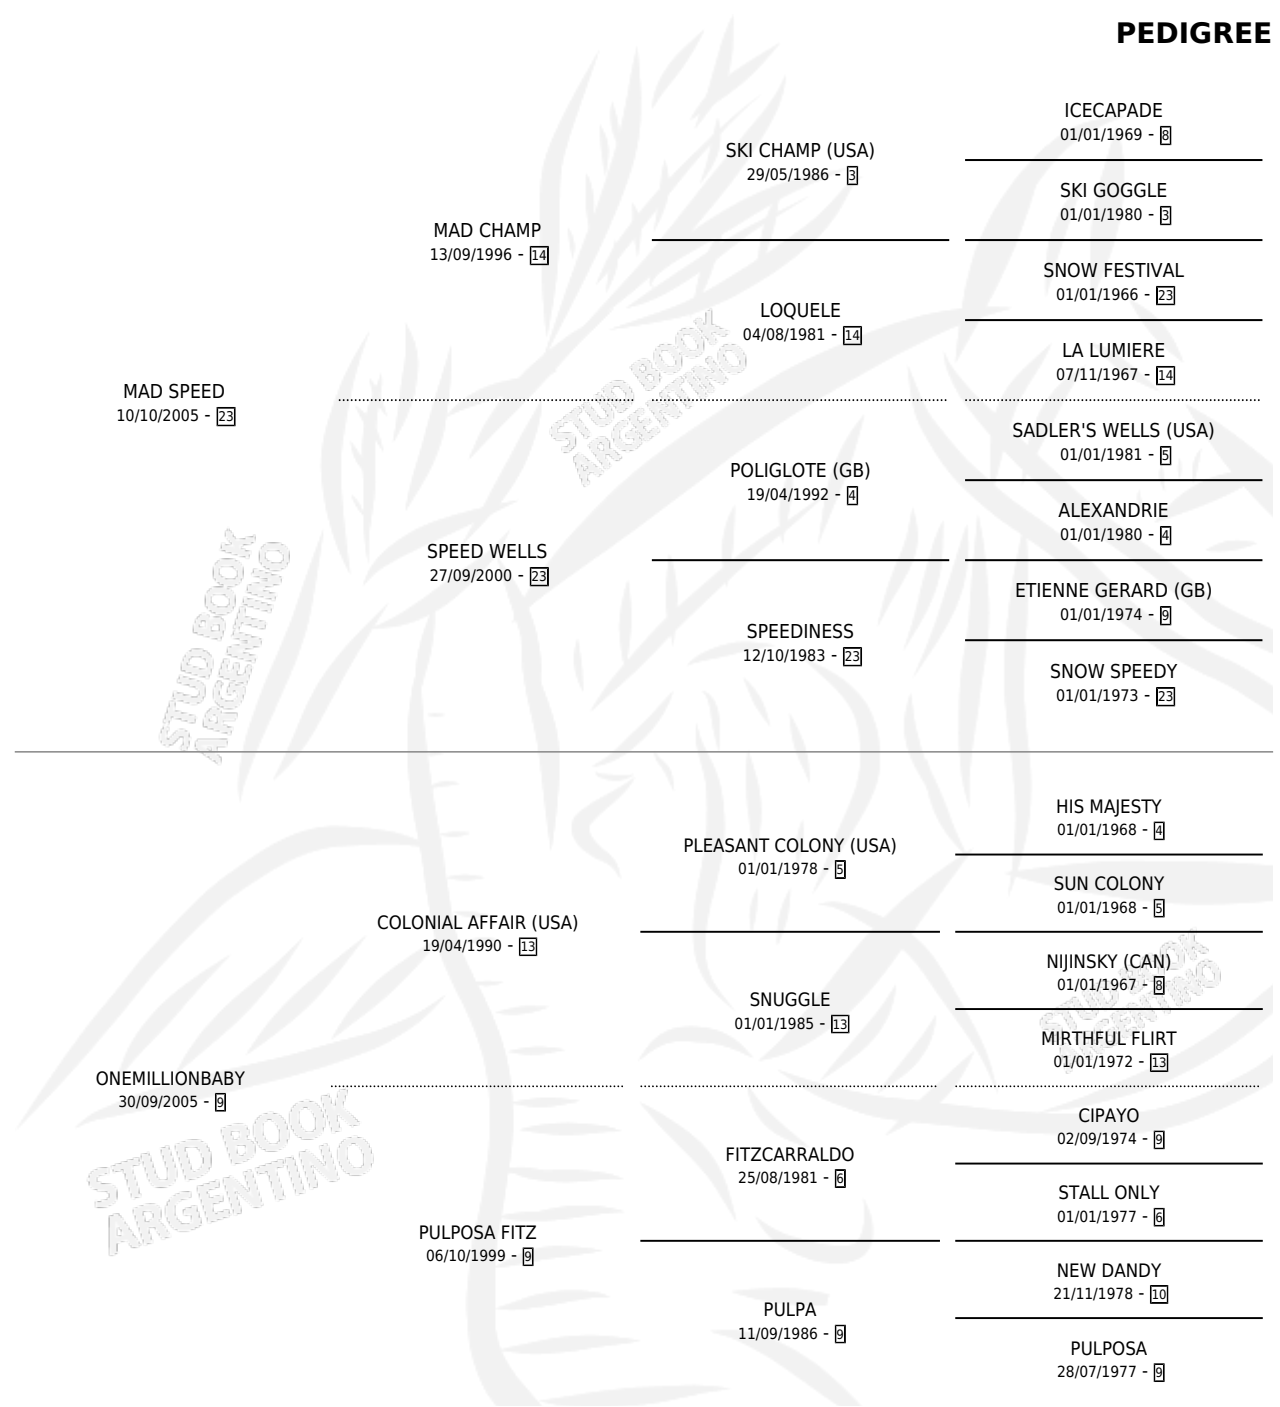 PEDIGREE
ICECAPADE
01/01/1969 - 8
SKI CHAMP (USA)
29/05/1986 - 3
SKI GOGGLE
01/01/1980 - 3
MAD CHAMP
13/09/1996 - 14
SNOW FESTIVAL
01/01/1966 - 23
LOQUELE
04/08/1981 - 14
LA LUMIERE
07/11/1967 - 14
MAD SPEED
10/10/2005 - 23
SADLER'S WELLS (USA)
01/01/1981 - 5
POLIGLOTE (GB)
19/04/1992 - 4
ALEXANDRIE
01/01/1980 - 4
SPEED WELLS
27/09/2000 - 23
ETIENNE GERARD (GB)
01/01/1974 - 9
SPEEDINESS
12/10/1983 - 23
SNOW SPEEDY
01/01/1973 - 23
HIS MAJESTY
01/01/1968 - 4
PLEASANT COLONY (USA)
01/01/1978 - 5
SUN COLONY
01/01/1968 - 5
COLONIAL AFFAIR (USA)
19/04/1990 - 13
NIJINSKY (CAN)
01/01/1967 - 8
SNUGGLE
01/01/1985 - 13
MIRTHFUL FLIRT
01/01/1972 - 13
ONEMILLIONBABY
30/09/2005 - 9
CIPAYO
02/09/1974 - 9
FITZCARRALDO
25/08/1981 - 6
STALL ONLY
01/01/1977 - 6
PULPOSA FITZ
06/10/1999 - 9
NEW DANDY
21/11/1978 - 10
PULPA
11/09/1986 - 9
PULPOSA
28/07/1977 - 9
STUD BOOK
ARGENTINO
STUD BOOK
ARGENTINO
STUD BOOK
ARGENTINO
STUD BOOK
ARGENTINO